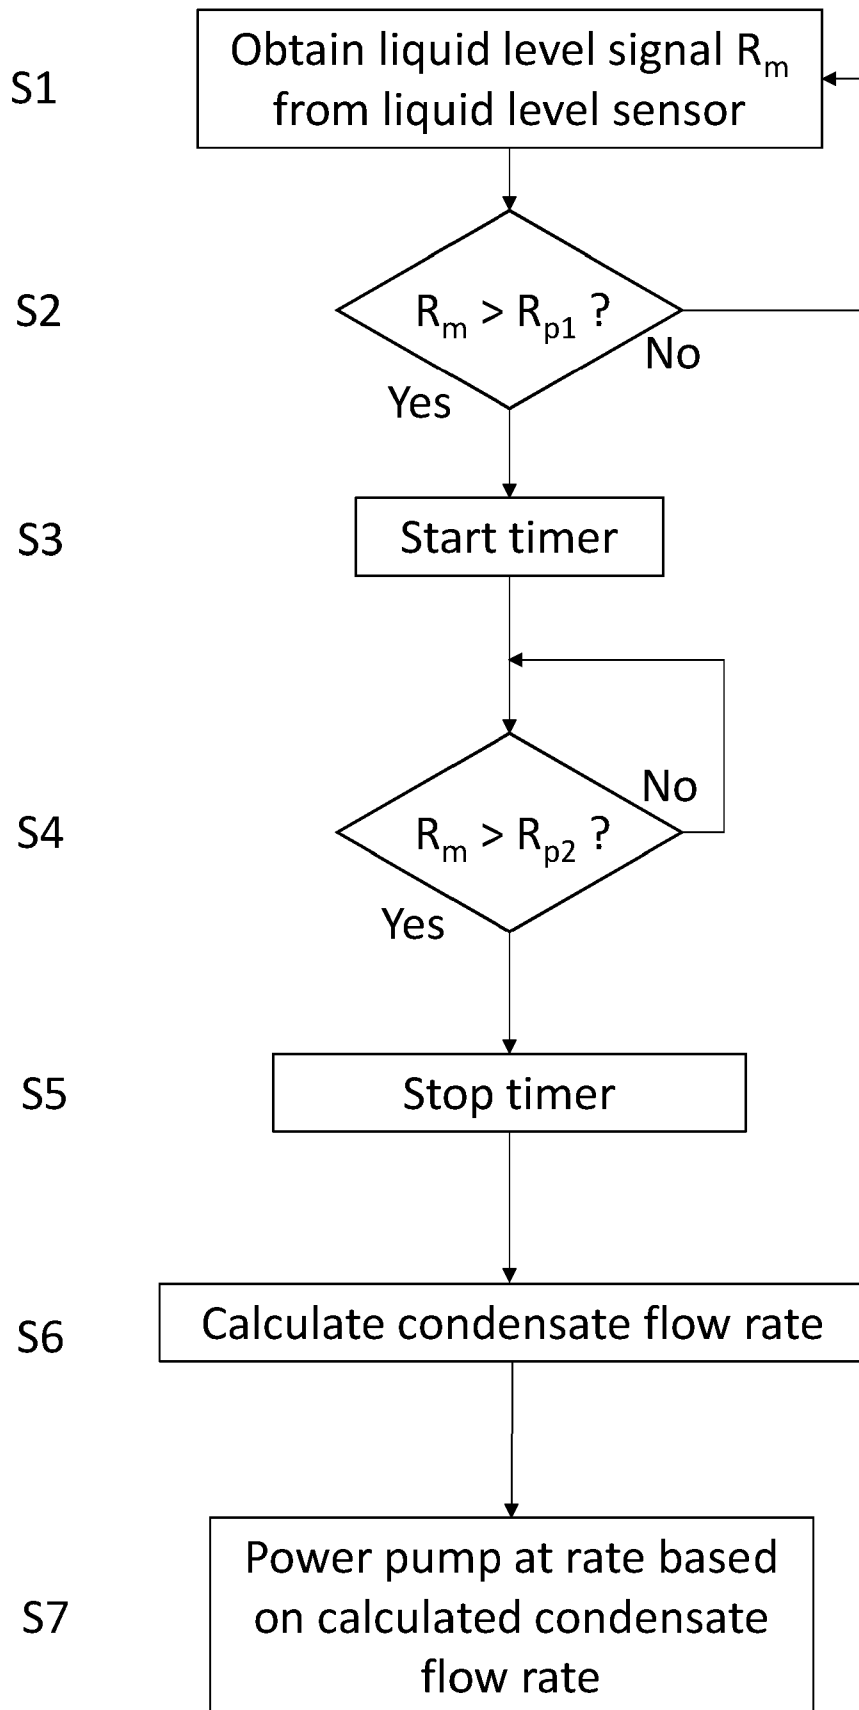 S1
Obtain liquid level signal Rₘ
from liquid level sensor
S2
Rₘ > Rₚ₁ ?
No
Yes
S3
Start timer
S4
No
Rₘ > Rₚ₂ ?
Yes
S5
Stop timer
S6
Calculate condensate flow rate
S7
Power pump at rate based
on calculated condensate
flow rate